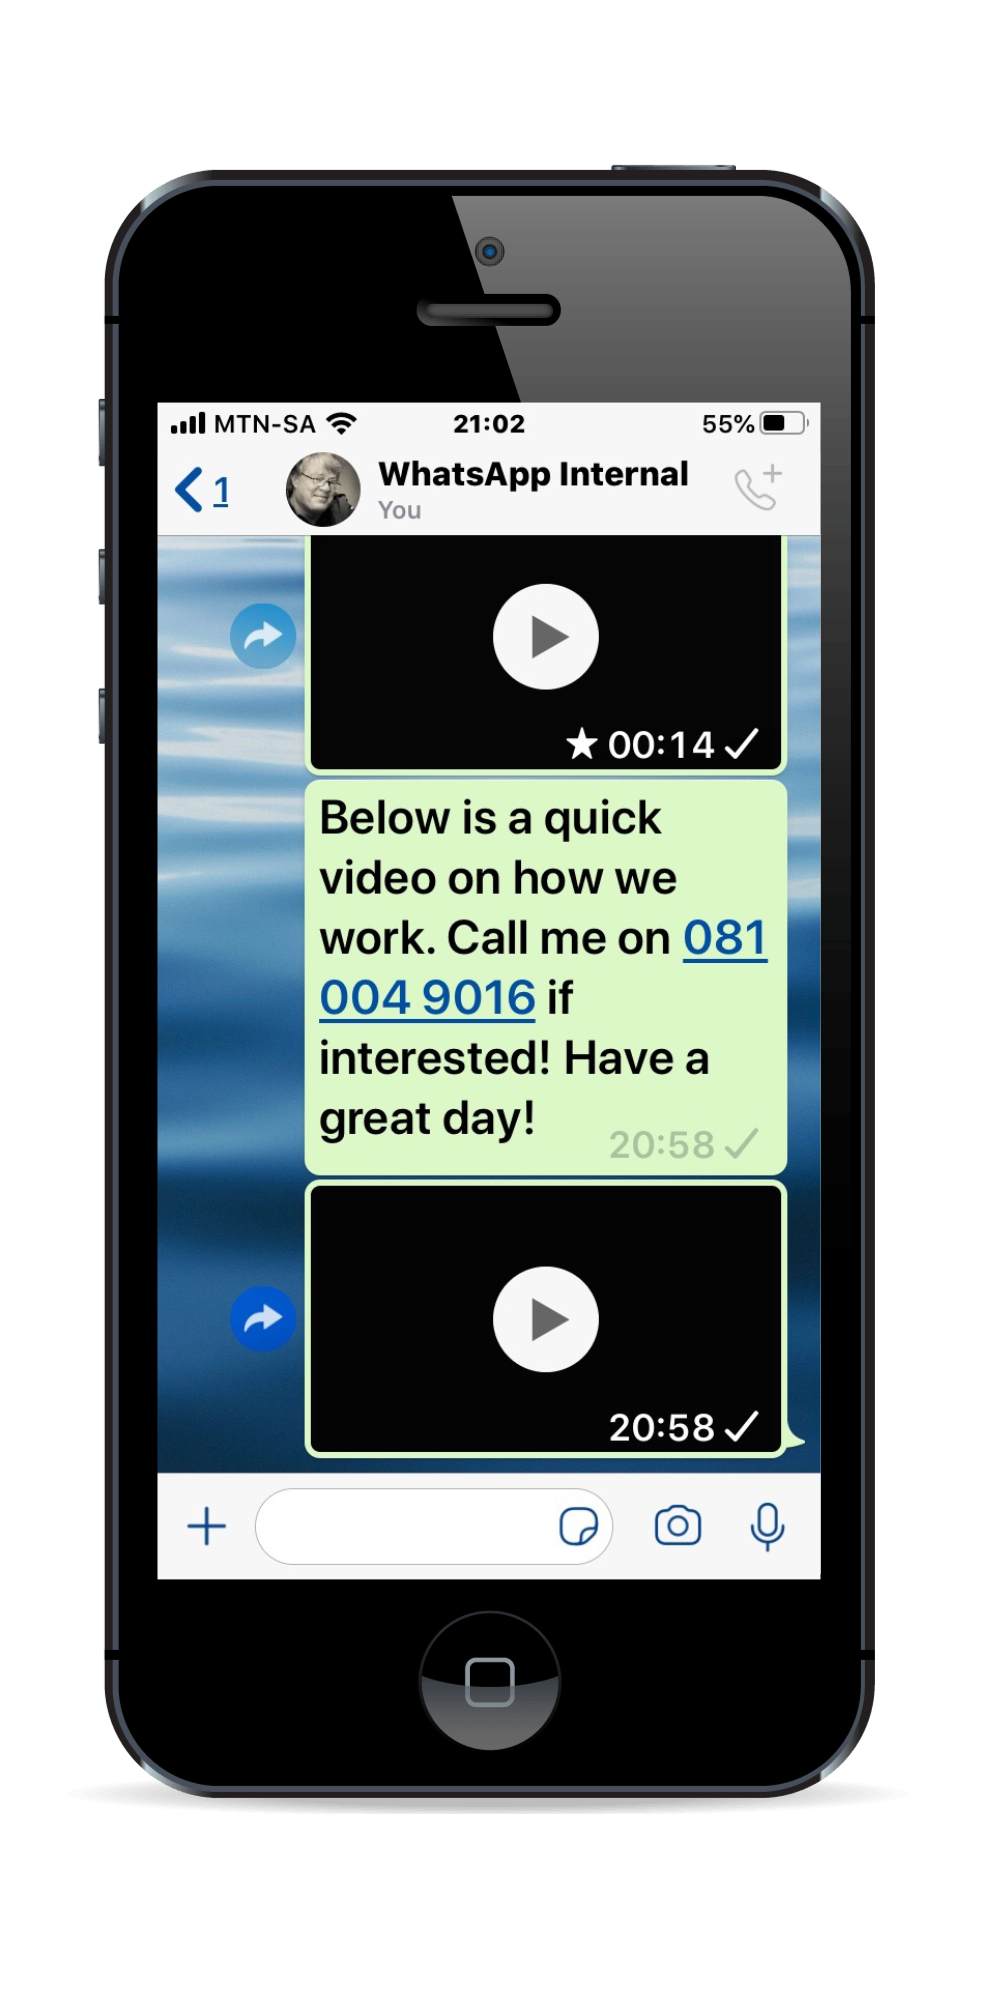 MTN-SA 21:02 55%
1 WhatsApp Internal
You
00:14
Below is a quick
video on how we
work. Call me on 081
004 9016 if
interested! Have a
great day!
20:58
20:58